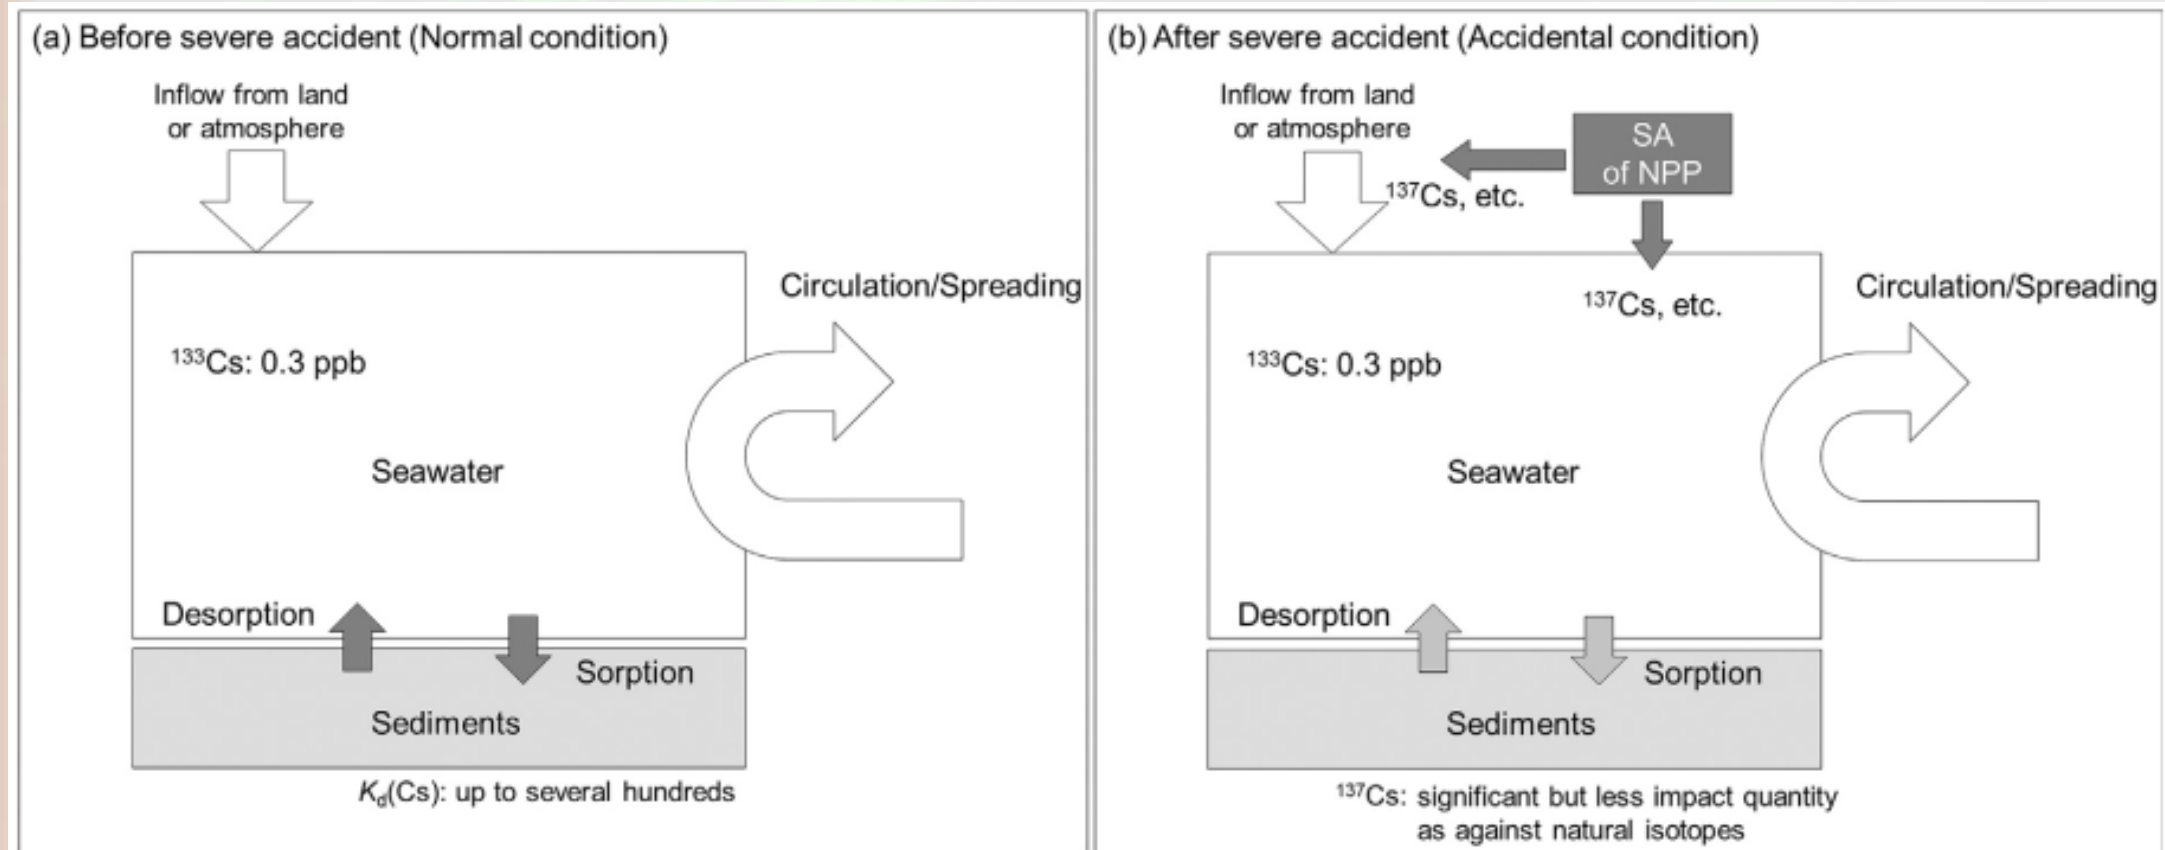 (a) Before severe accident (Normal condition)
Inflow from land
or atmosphere
Circulation/Spreading
¹³³Cs: 0.3 ppb
Seawater
Desorption
Sorption
Sediments
Kd(Cs): up to several hundreds
(b) After severe accident (Accidental condition)
Inflow from land
or atmosphere
SA
of NPP
¹³⁷Cs, etc.
¹³⁷Cs, etc.
Circulation/Spreading
¹³³Cs: 0.3 ppb
Seawater
Desorption
Sorption
Sediments
¹³⁷Cs: significant but less impact quantity
as against natural isotopes